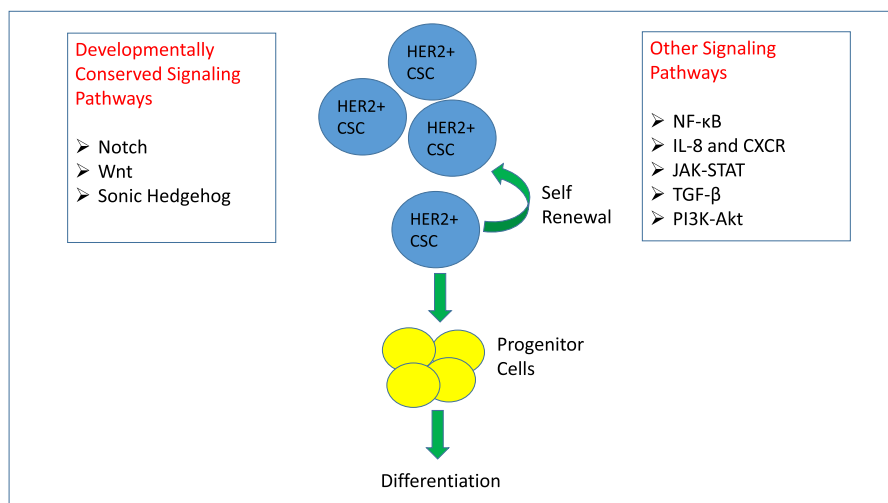 Developmentally
Conserved Signaling
Pathways
➢ Notch
➢ Wnt
➢ Sonic Hedgehog
HER2+
CSC
HER2+
CSC
HER2+
CSC
HER2+
CSC
Self
Renewal
Progenitor
Cells
Differentiation
Other Signaling
Pathways
➢ NF-κB
➢ IL-8 and CXCR
➢ JAK-STAT
➢ TGF-β
➢ PI3K-Akt